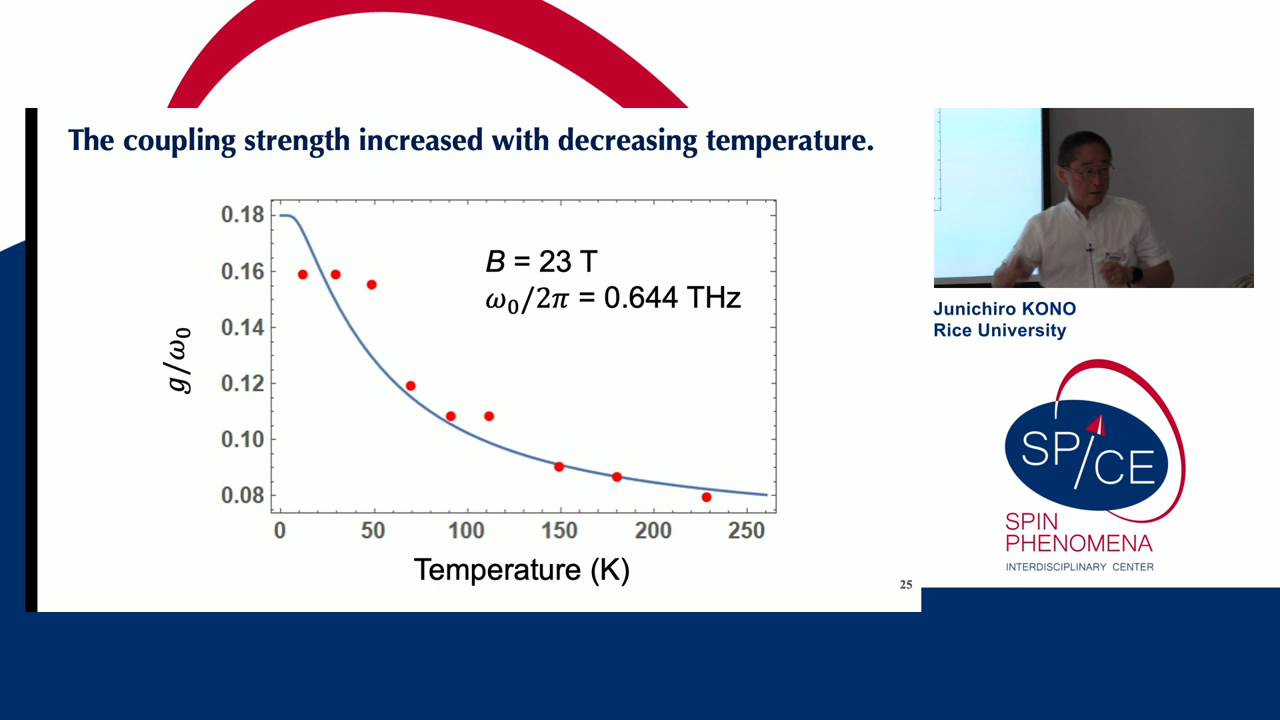 The coupling strength increased with decreasing temperature.
B = 23 T
ω₀/2π = 0.644 THz
g/ω₀
0.18
0.16
0.14
0.12
0.10
0.08
0 50 100 150 200 250
Temperature (K)
25
Junichiro KONO
Rice University
SP/CE
SPIN
PHENOMENA
INTERDISCIPLINARY CENTER